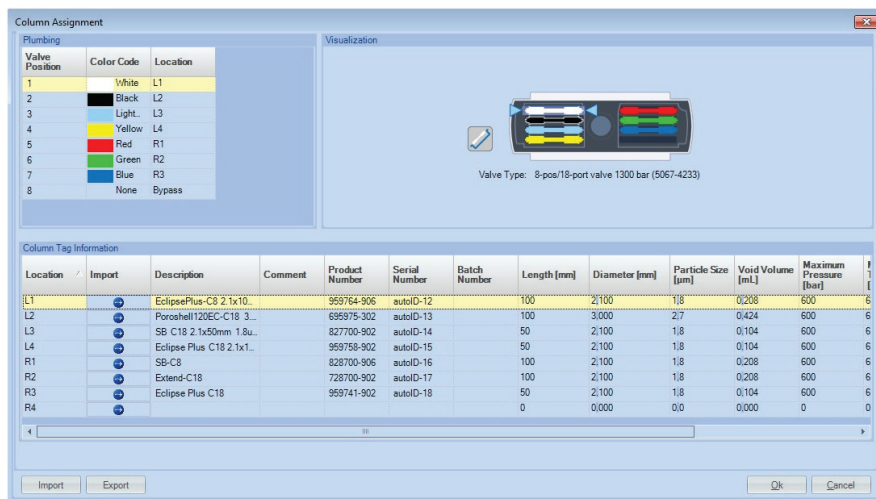 Column Assignment
Plumbing
Valve Position Color Code Location
1 White L1
2 Black L2
3 Light... L3
4 Yellow L4
5 Red R1
6 Green R2
7 Blue R3
8 None Bypass
Visualization
Valve Type: 8-pos/18-port valve 1300 bar (5067-4233)
Column Tag Information
Location Import Description Comment Product Number Serial Number Batch Number Length [mm] Diameter [mm] Particle Size [µm] Void Volume [mL] Maximum Pressure [bar]
L1 EclipsePlus-C8 2.1x10... 959764-906 autoID-12 100 2,100 1,8 0,208 600 6
L2 Poroshell120EC-C18 3... 695975-302 autoID-13 100 3,000 2,7 0,424 600 6
L3 SB C18 2.1x50mm 1.8u... 827700-902 autoID-14 50 2,100 1,8 0,104 600 6
L4 Eclipse Plus C18 2.1x1... 959758-902 autoID-15 50 2,100 1,8 0,104 600 6
R1 SB-C8 828700-906 autoID-16 100 2,100 1,8 0,208 600 6
R2 Extend-C18 728700-902 autoID-17 100 2,100 1,8 0,208 600 6
R3 Eclipse Plus C18 959741-902 autoID-18 50 2,100 1,8 0,104 600 6
R4 0 0,000 0,0 0,000 0 0
Import Export Ok Cancel